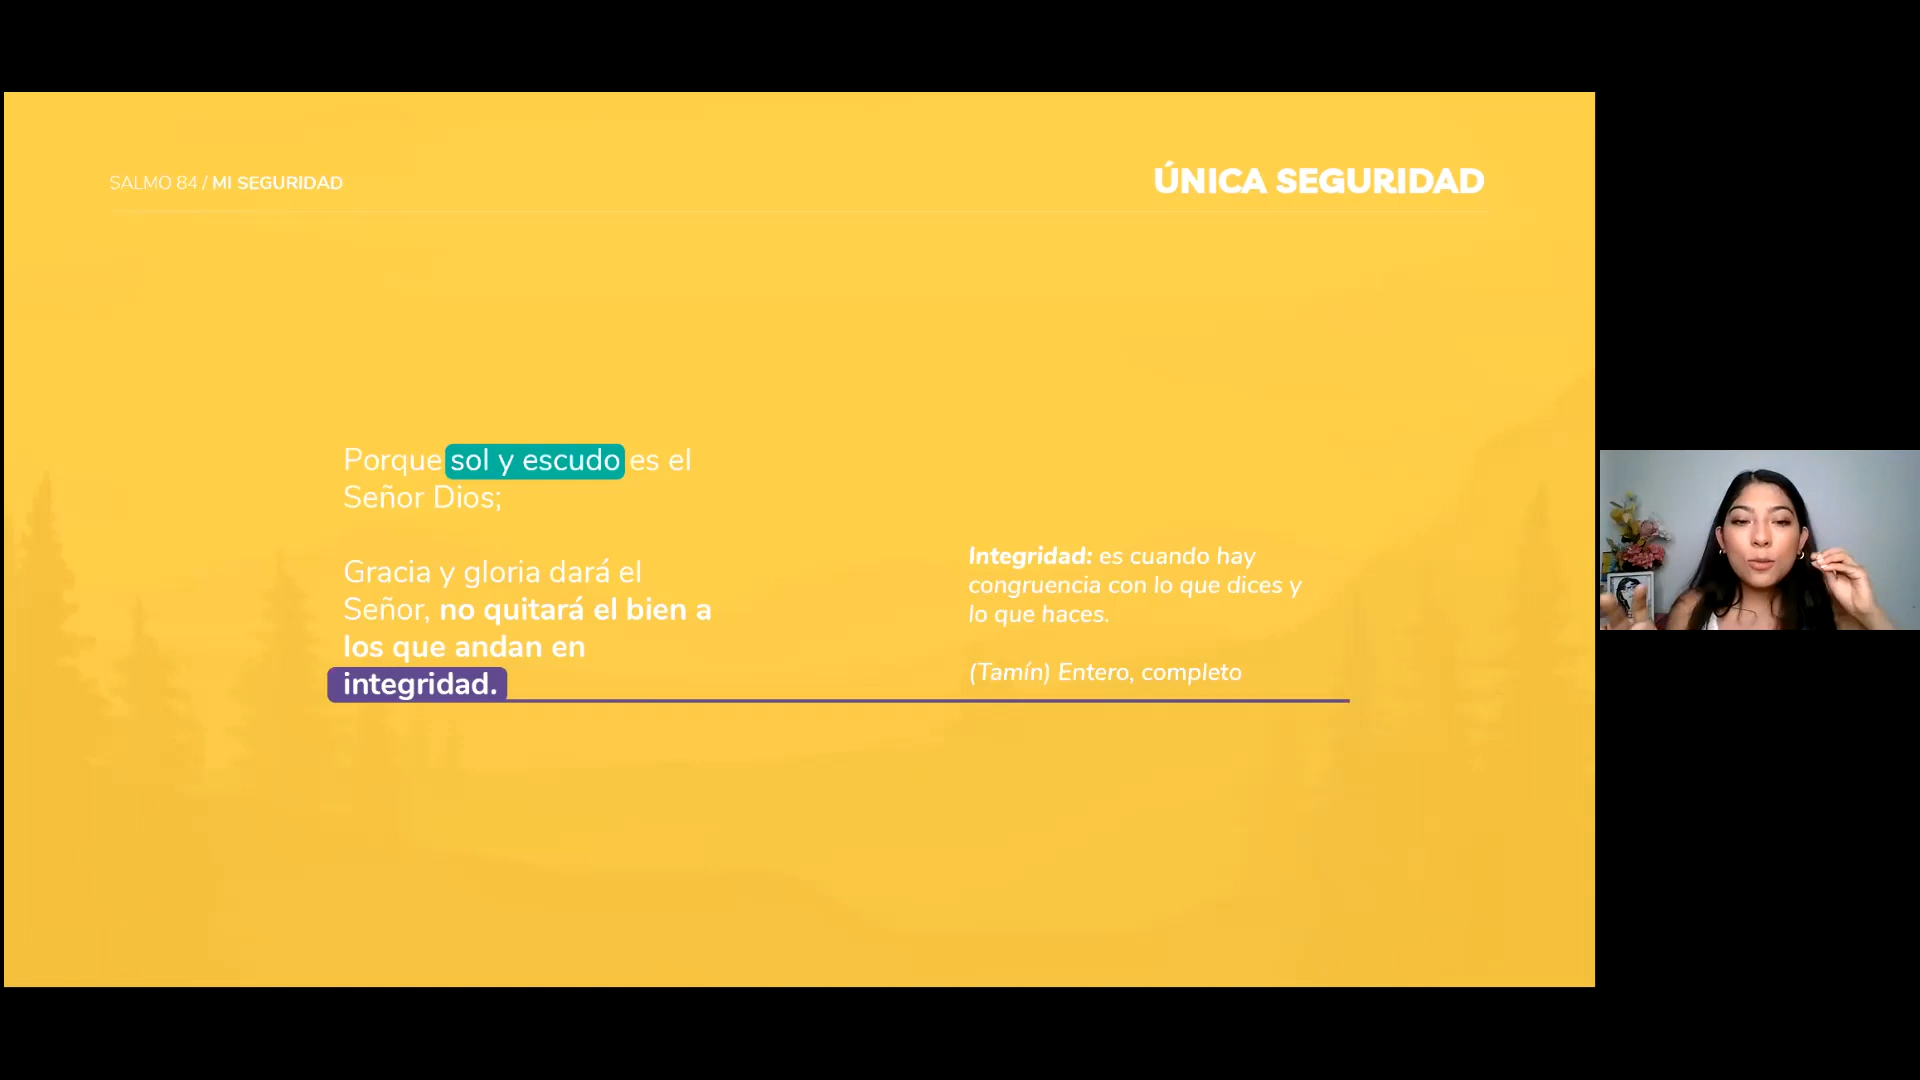 SALMO 84 / MI SEGURIDAD
ÚNICA SEGURIDAD
Porque sol y escudo es el
Señor Dios;
Gracia y gloria dará el
Señor, no quitará el bien a
los que andan en
integridad.
Integridad: es cuando hay
congruencia con lo que dices y
lo que haces.
(Tamín) Entero, completo